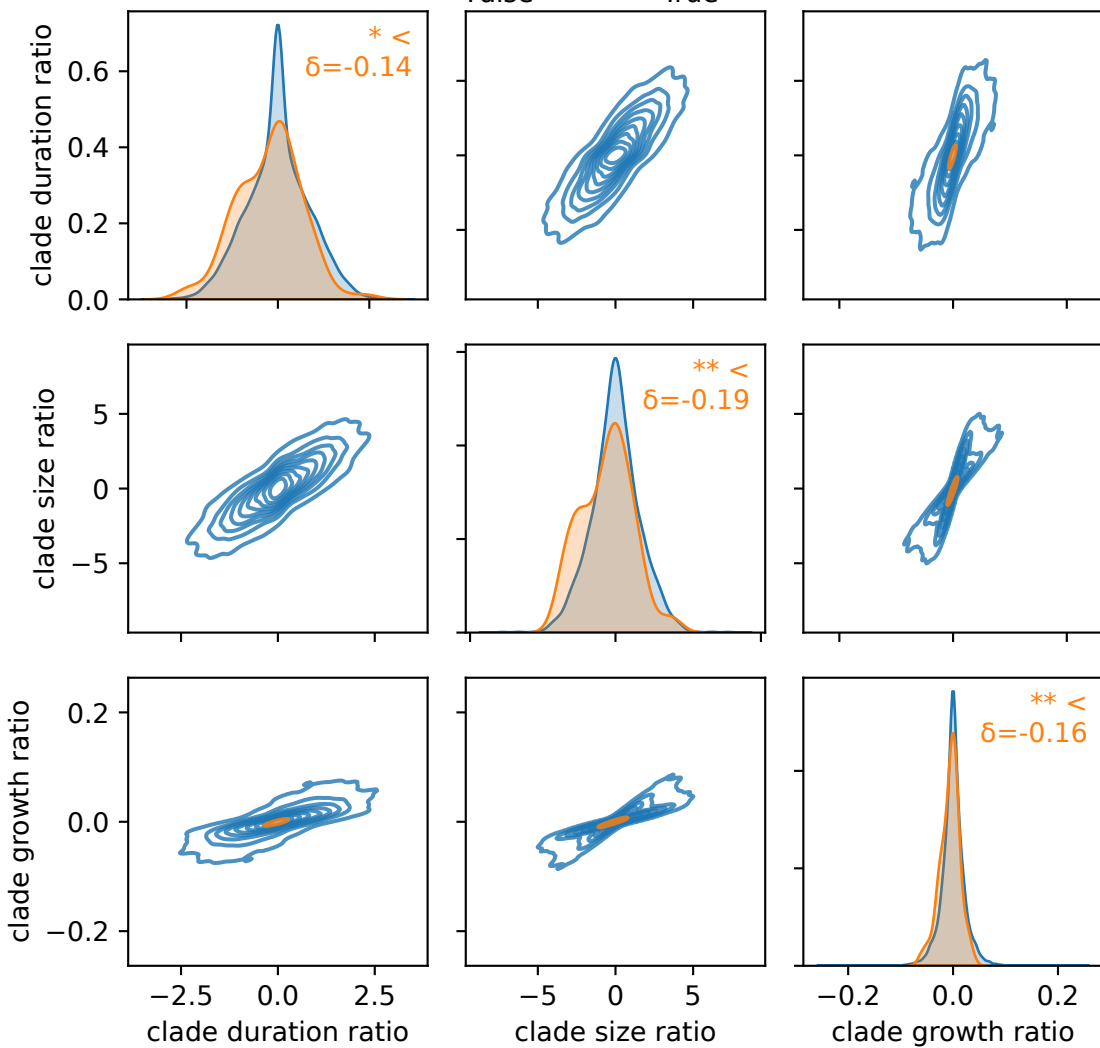 clade duration ratio
0.6
0.4
0.2
0.0
* <
δ=-0.14
clade size ratio
5
0
−5
** <
δ=-0.19
clade growth ratio
0.2
0.0
−0.2
** <
δ=-0.16
−2.5 0.0 2.5
−5 0 5
−0.2 0.0 0.2
clade duration ratio
clade size ratio
clade growth ratio